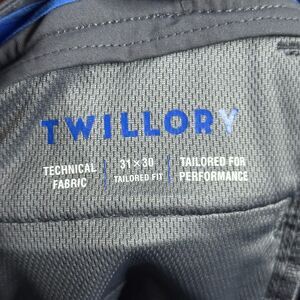 TWILLORY
TECHNICAL FABRIC
31 × 30
TAILORED FIT
TAILORED FOR PERFORMANCE